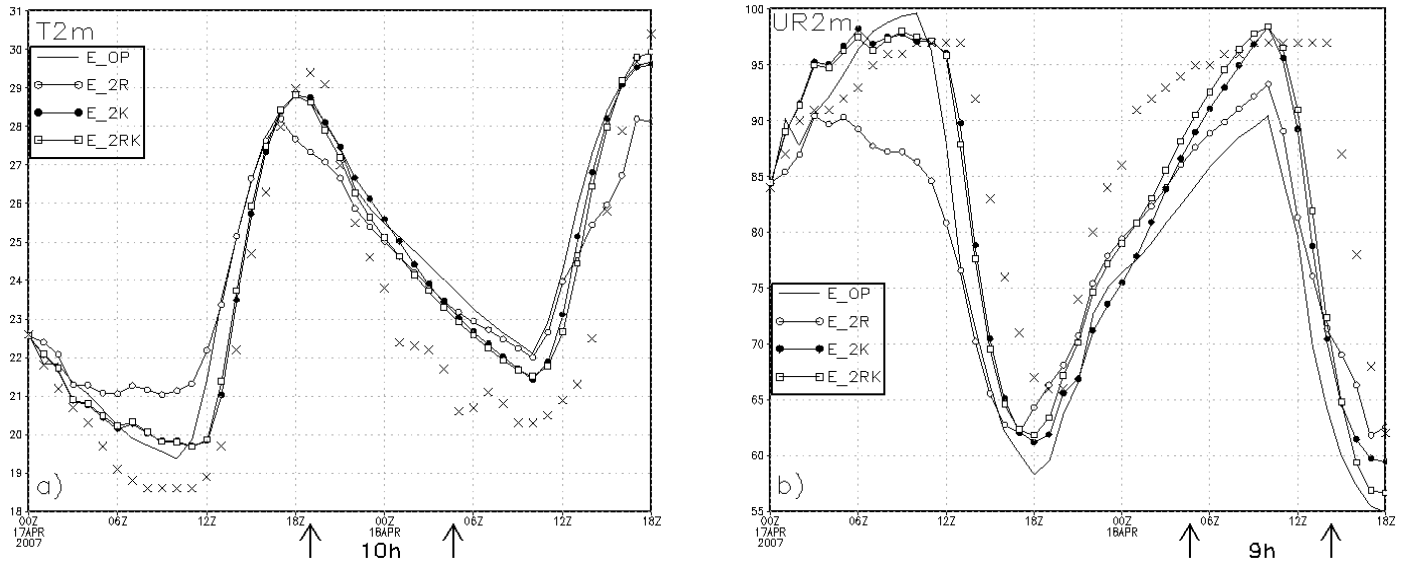 T2m
E_OP
E_2R
E_2K
E_2RK
31
30
29
28
27
26
25
24
23
22
21
20
19
18
a)
00Z
17APR
2007
06Z
12Z
18Z
00Z
18APR
06Z
12Z
18Z
10h
UR2m
100
95
90
85
80
75
70
65
60
55
E_OP
E_2R
E_2K
E_2RK
b)
00Z
17APR
2007
06Z
12Z
18Z
00Z
18APR
06Z
12Z
18Z
9h